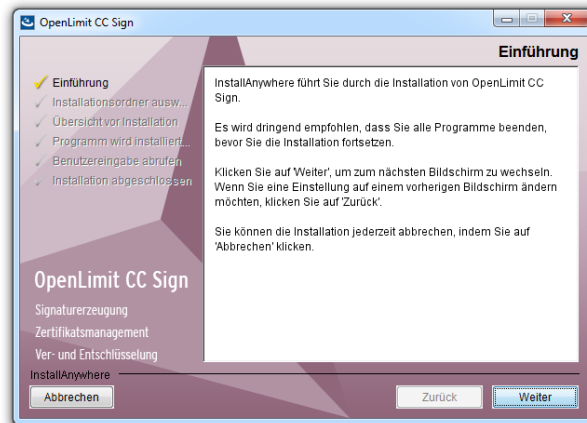 OpenLimit CC Sign
Einführung
Einführung
Installationsordner ausw...
Übersicht vor Installation
Programm wird installiert...
Benutzereingabe abrufen
Installation abgeschlossen
InstallAnywhere führt Sie durch die Installation von OpenLimit CC
Sign.
Es wird dringend empfohlen, dass Sie alle Programme beenden,
bevor Sie die Installation fortsetzen.
Klicken Sie auf 'Weiter', um zum nächsten Bildschirm zu wechseln.
Wenn Sie eine Einstellung auf einem vorherigen Bildschirm ändern
möchten, klicken Sie auf 'Zurück'.
Sie können die Installation jederzeit abbrechen, indem Sie auf
'Abbrechen' klicken.
OpenLimit CC Sign
Signaturerzeugung
Zertifikatsmanagement
Ver- und Entschlüsselung
InstallAnywhere
Abbrechen
Zurück
Weiter